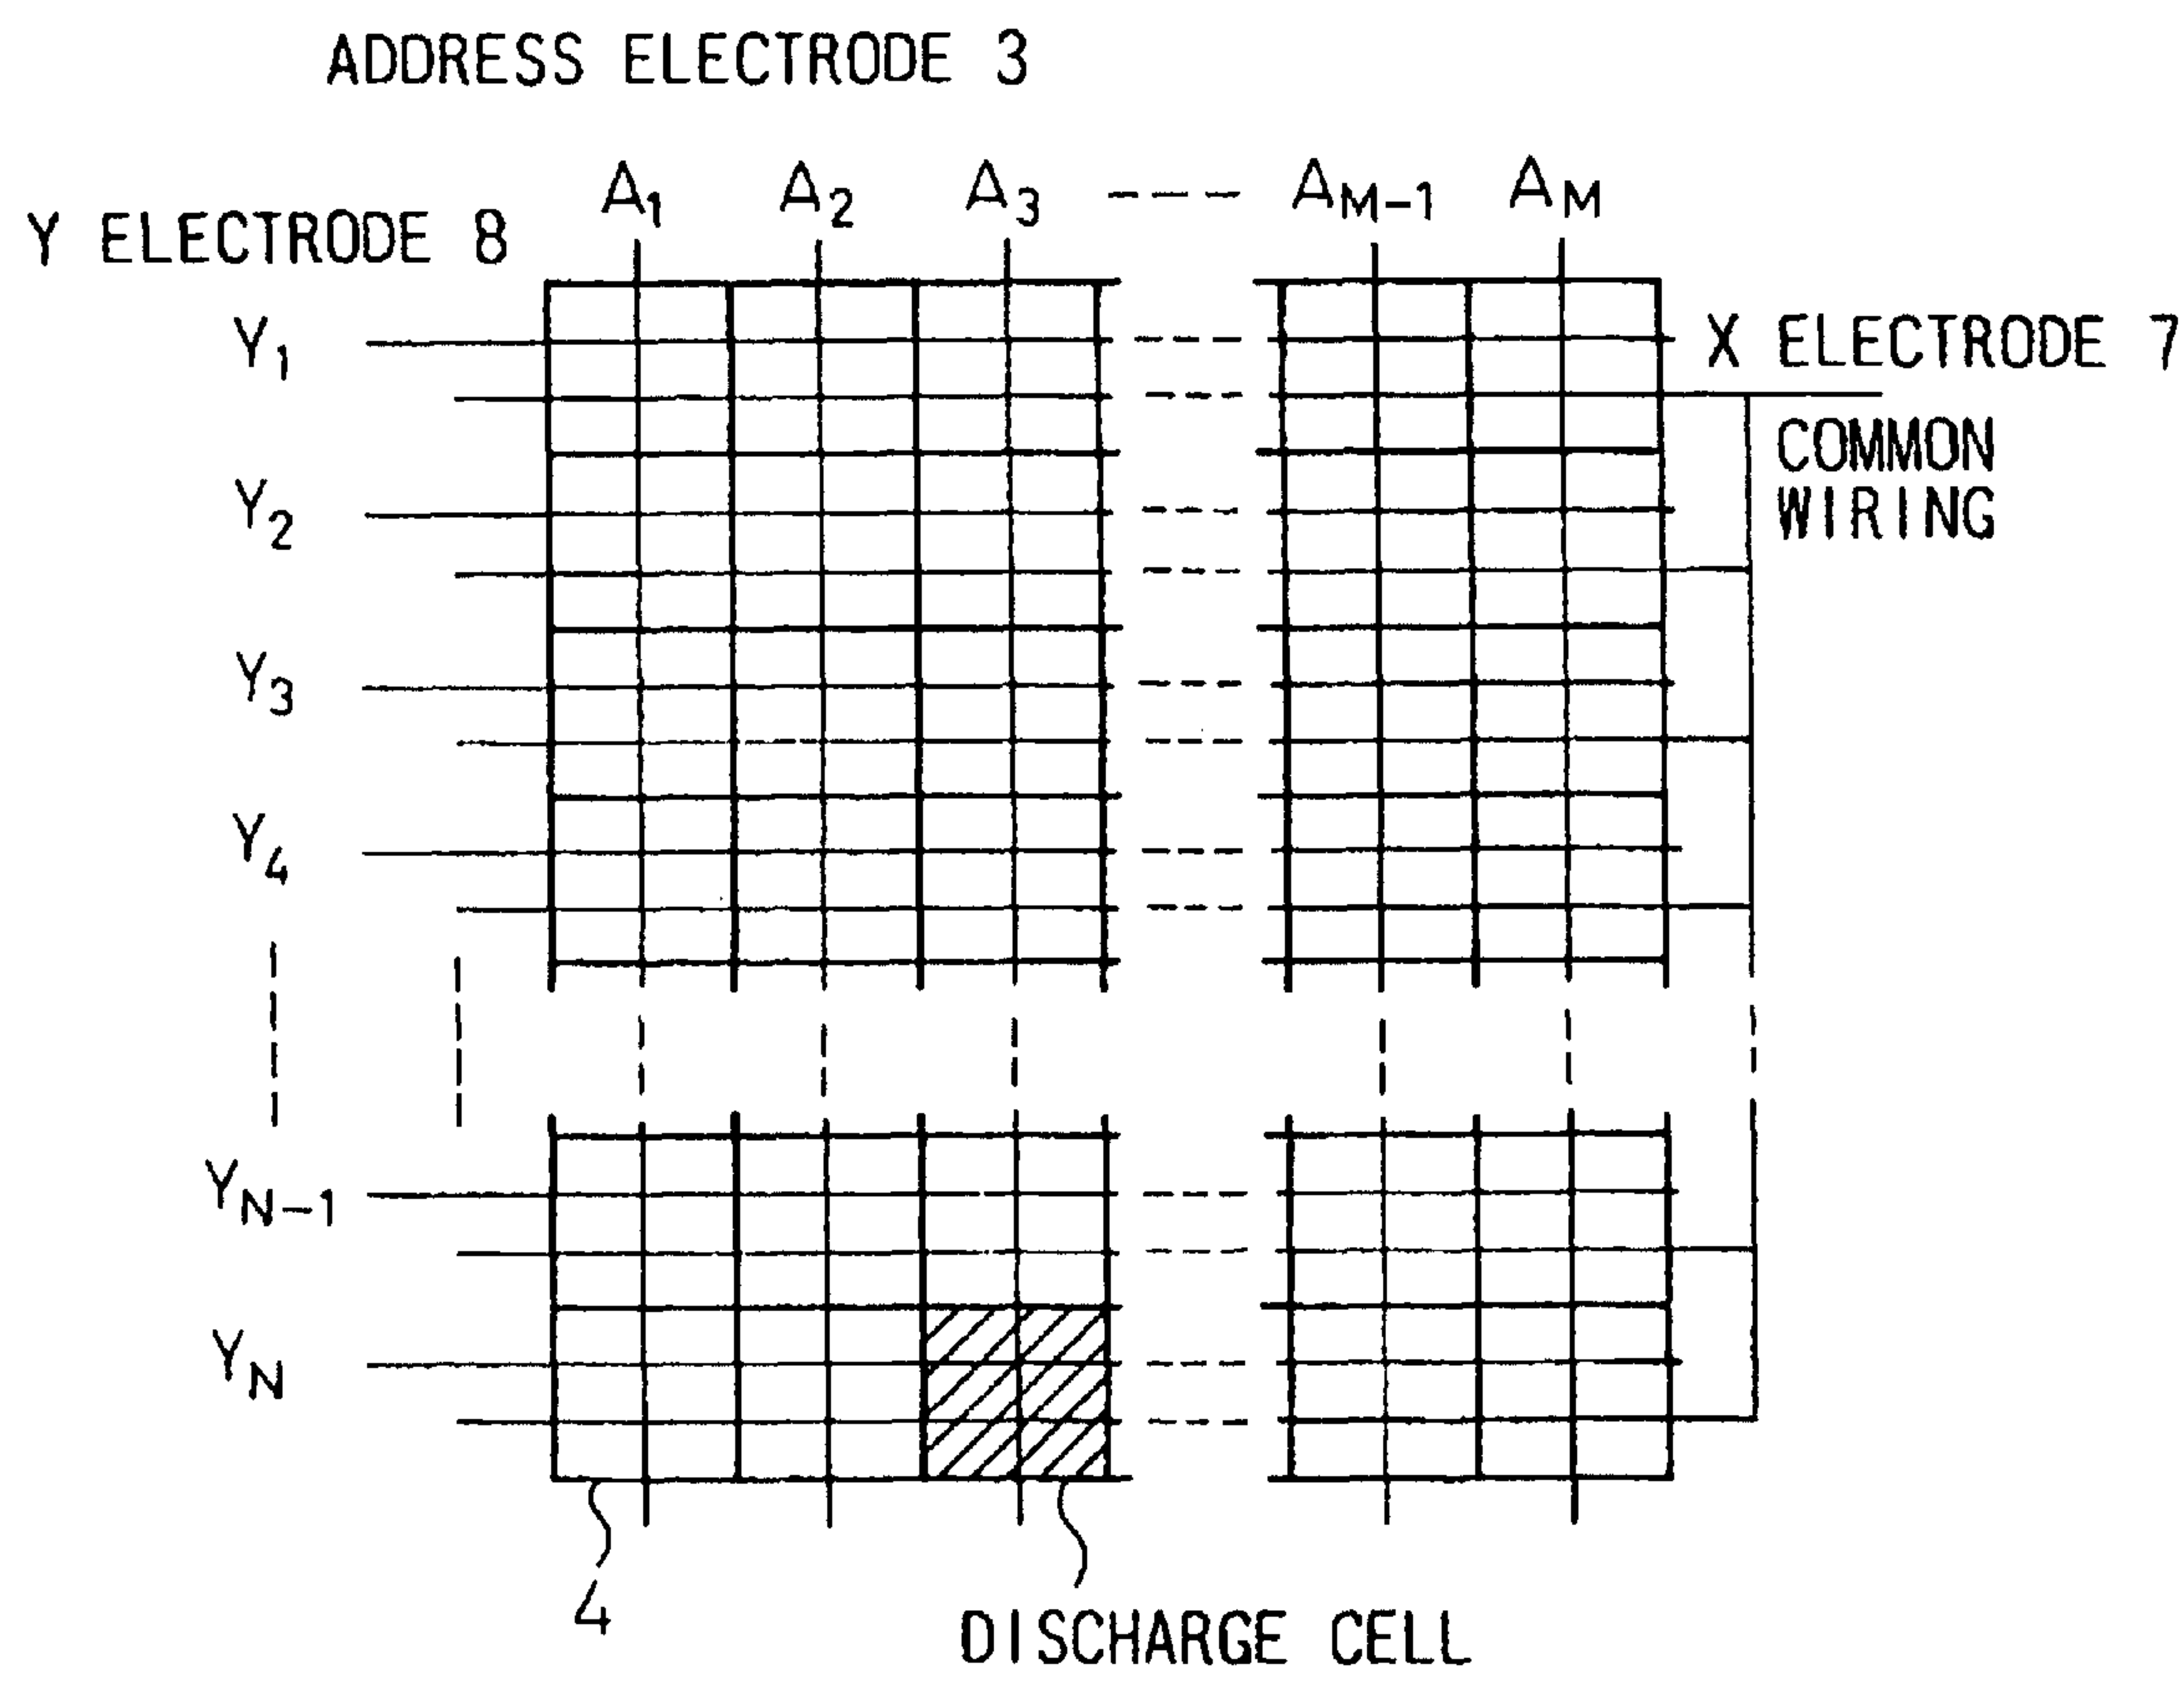 ADDRESS ELECTRODE 3
A1 A2 A3 ---- AM-1 AM
Y ELECTRODE 8
Y1
X ELECTRODE 7
COMMON
WIRING
Y2
Y3
Y4
YN-1
YN
4
DISCHARGE CELL